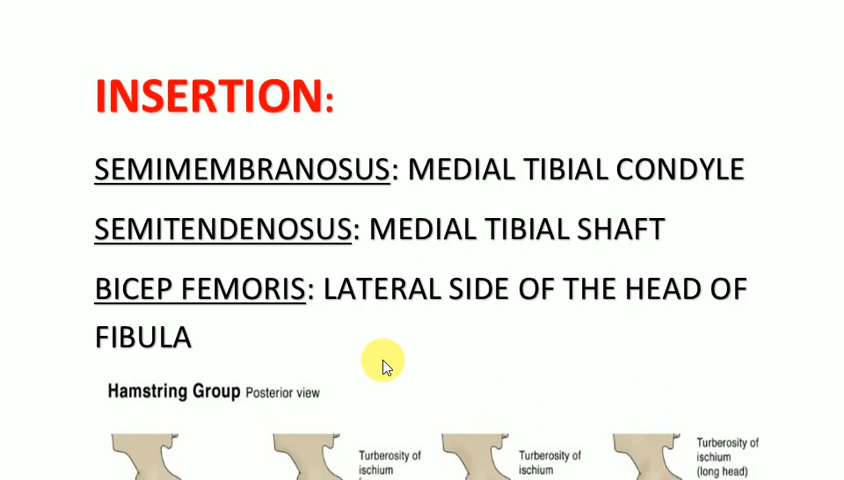 INSERTION:
SEMIMEMBRANOSUS: MEDIAL TIBIAL CONDYLE
SEMITENDENOSUS: MEDIAL TIBIAL SHAFT
BICEP FEMORIS: LATERAL SIDE OF THE HEAD OF
FIBULA
Hamstring Group Posterior view
Turberosity of
ischium
Turberosity of
ischium
Turberosity of
ischium
(long head)